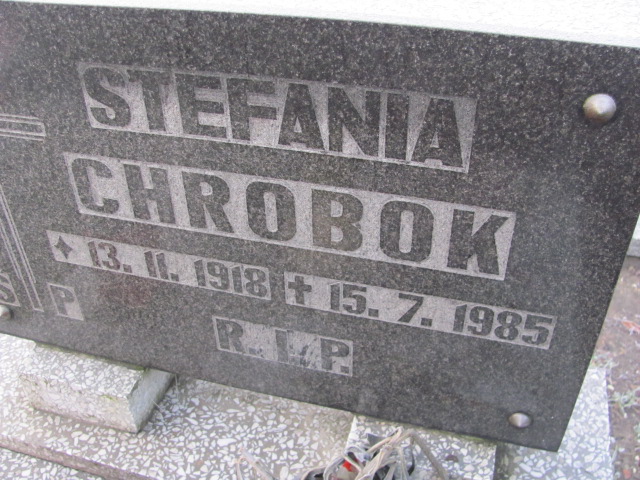 STEFANIA
CHROBOK
✦ 13. 11. 1918 ✝ 15. 7. 1985
S P
R. I. P.